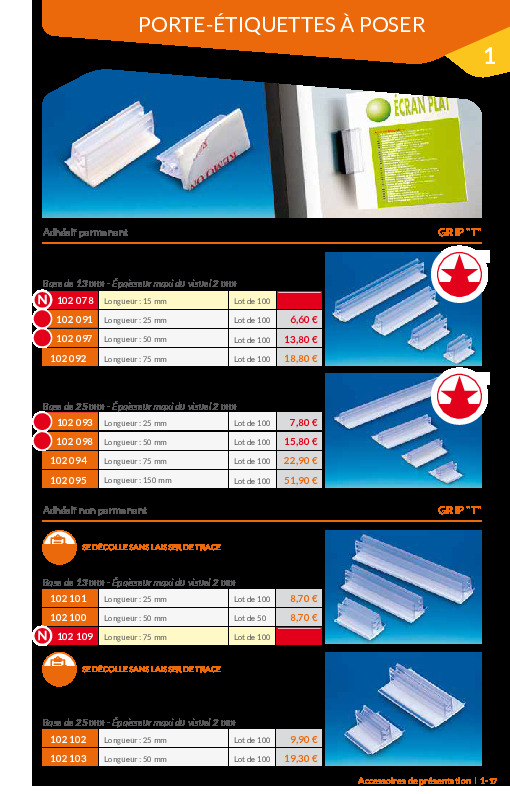 PORTE-ÉTIQUETTES À POSER
1
ÉCRAN PLAT
Adhésif permanent GRIP "T"
Base de 13 mm - Épaisseur maxi du visuel 2 mm
N 102 078 Longueur : 15 mm Lot de 100
102 091 Longueur : 25 mm Lot de 100 6,60 €
102 097 Longueur : 50 mm Lot de 100 13,80 €
102 092 Longueur : 75 mm Lot de 100 18,80 €
Base de 25 mm - Épaisseur maxi du visuel 2 mm
102 093 Longueur : 25 mm Lot de 100 7,80 €
102 098 Longueur : 50 mm Lot de 100 15,80 €
102 094 Longueur : 75 mm Lot de 100 22,90 €
102 095 Longueur : 150 mm Lot de 100 51,90 €
Adhésif non permanent GRIP "T"
SE DÉCOLLE SANS LAISSER DE TRACE
Base de 13 mm - Épaisseur maxi du visuel 2 mm
102 101 Longueur : 25 mm Lot de 100 8,70 €
102 100 Longueur : 50 mm Lot de 50 8,70 €
N 102 109 Longueur : 75 mm Lot de 100
SE DÉCOLLE SANS LAISSER DE TRACE
Base de 25 mm - Épaisseur maxi du visuel 2 mm
102 102 Longueur : 25 mm Lot de 100 9,90 €
102 103 Longueur : 50 mm Lot de 100 19,30 €
Accessoires de présentation | 1-17